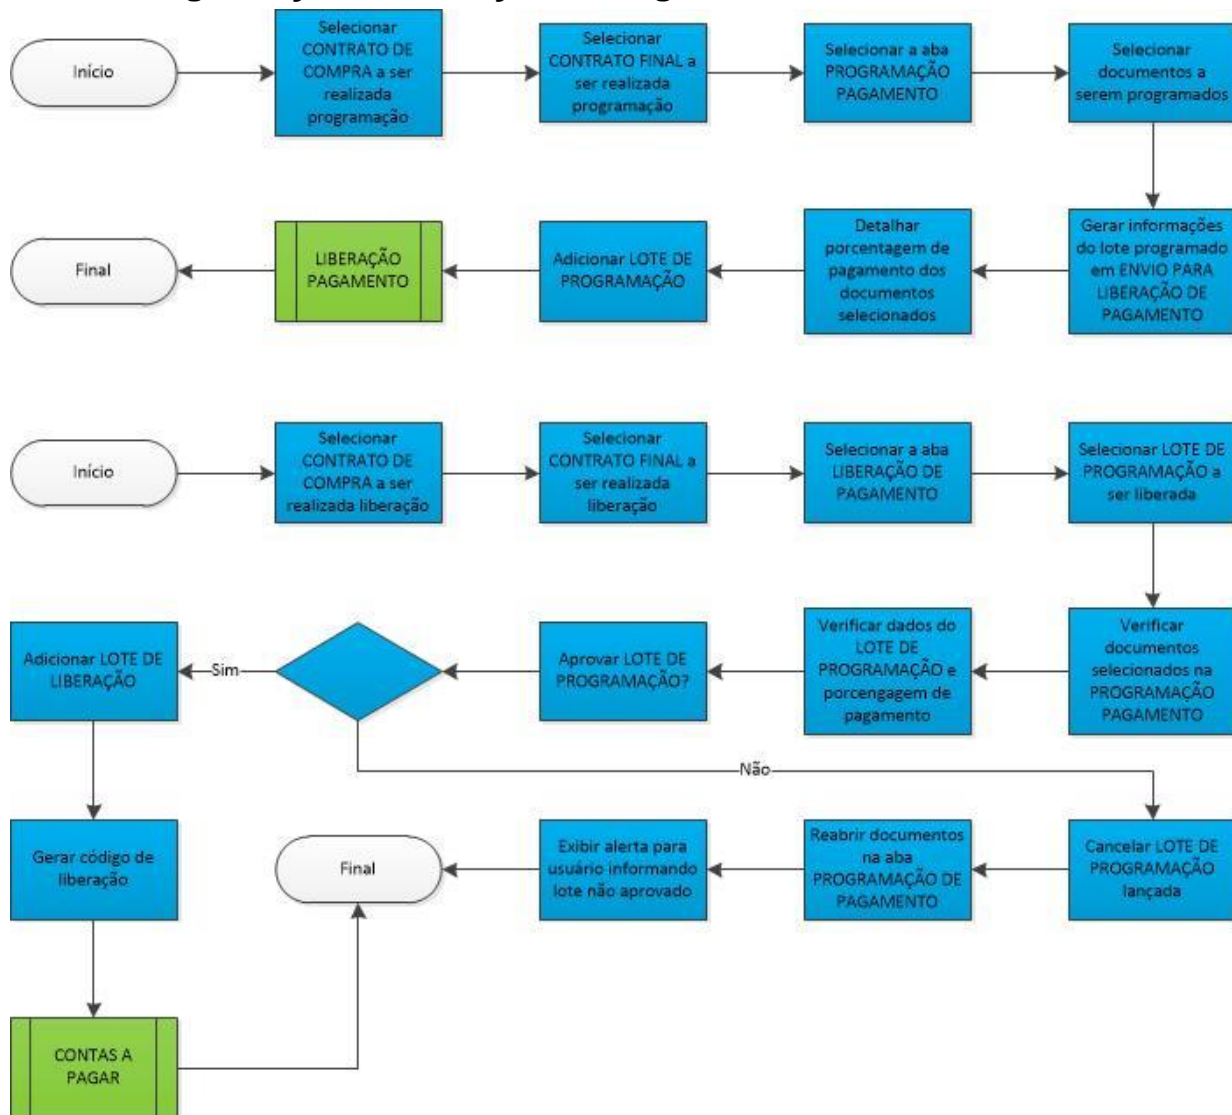 Início
Selecionar
CONTRATO DE
COMPRA a ser
realizada
programação
Selecionar
CONTRATO FINAL a
ser realizada
programação
Selecionar a aba
PROGRAMAÇÃO
PAGAMENTO
Selecionar
documentos a
serem programados
Final
LIBERAÇÃO
PAGAMENTO
Adicionar LOTE DE
PROGRAMAÇÃO
Detalhar
porcentagem de
pagamento dos
documentos
selecionados
Gerar informações
do lote programado
em ENVIO PARA
LIBERAÇÃO DE
PAGAMENTO
Início
Selecionar
CONTRATO DE
COMPRA a ser
realizada liberação
Selecionar
CONTRATO FINAL a
ser realizada
liberação
Selecionar a aba
LIBERAÇÃO DE
PAGAMENTO
Selecionar LOTE DE
PROGRAMAÇÃO a
ser liberada
Adicionar LOTE DE
LIBERAÇÃO
Sim
Aprovar LOTE DE
PROGRAMAÇÃO?
Verificar dados do
LOTE DE
PROGRAMAÇÃO e
porcengagem de
pagamento
Verificar
documentos
selecionados na
PROGRAMAÇÃO
PAGAMENTO
Não
Gerar código de
liberação
Final
Exibir alerta para
usuário informando
lote não aprovado
Reabrir documentos
na aba
PROGRAMAÇÃO DE
PAGAMENTO
Cancelar LOTE DE
PROGRAMAÇÃO
lançada
CONTAS A
PAGAR